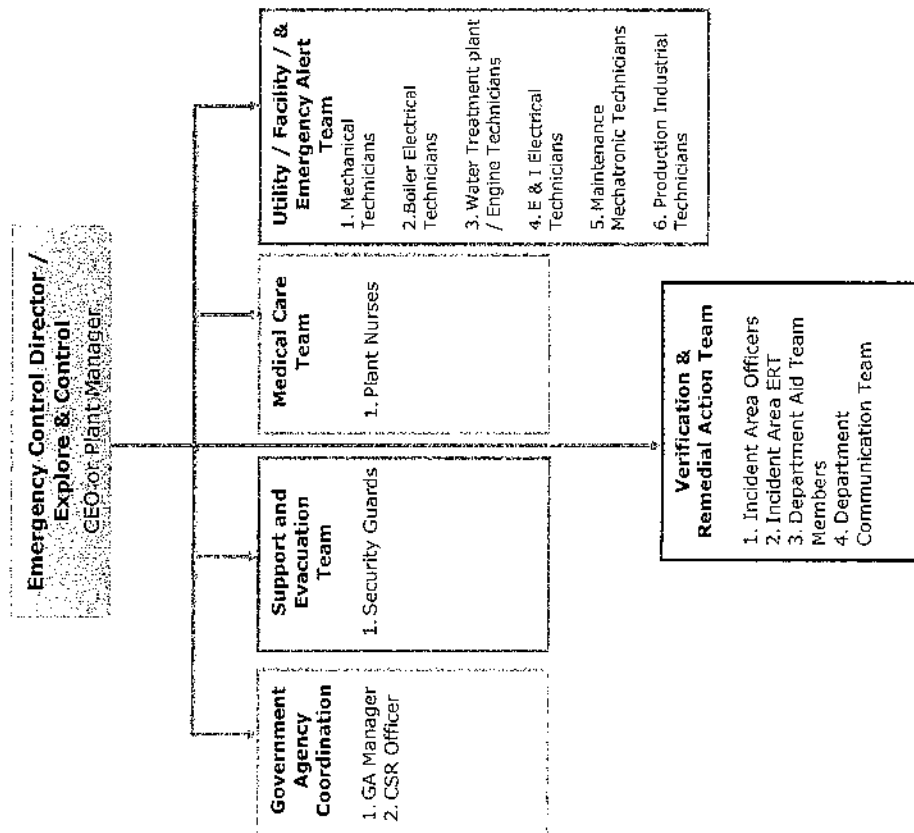 Emergency Control Director /
Explore & Control
CEO or Plant Manager
Government
Agency
Coordination
1. GA Manager
2. CSR Officer
Support and
Evacuation
Team
1. Security Guards
Medical Care
Team
1. Plant Nurses
Utility / Facility / &
Emergency Alert
Team
1. Mechanical
Technicians
2.Boiler Electrical
Technicians
3. Water Treatment plant
/ Engine Technicians
4. E & I Electrical
Technicians
5. Maintenance
Mechatronic Technicians
6. Production Industrial
Technicians
Verification &
Remedial Action Team
1. Incident Area Officers
2. Incident Area ERT
3. Department Aid Team
Members
4. Department
Communication Team